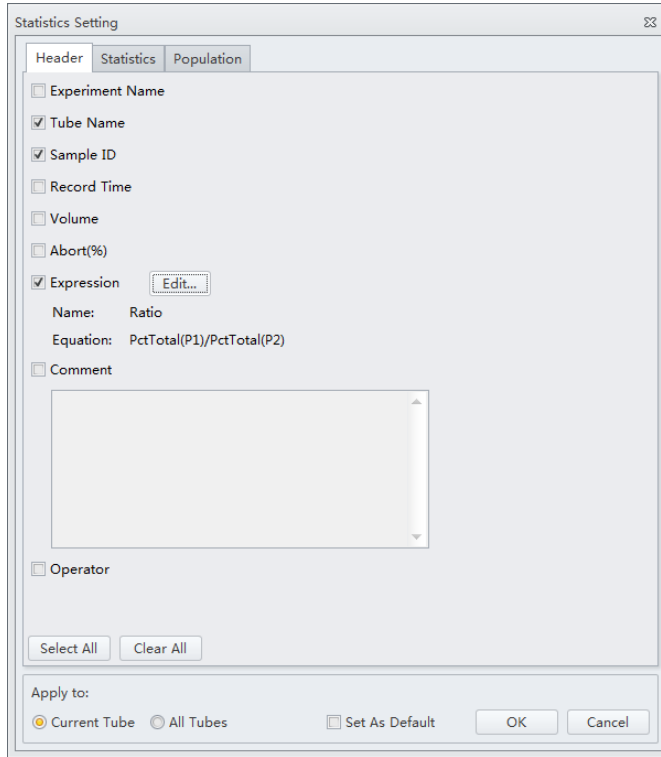 Statistics Setting
Header Statistics Population
Experiment Name
Tube Name
Sample ID
Record Time
Volume
Abort(%)
Expression Edit...
Name: Ratio
Equation: PctTotal(P1)/PctTotal(P2)
Comment
Operator
Select All Clear All
Apply to:
Current Tube All Tubes Set As Default OK Cancel